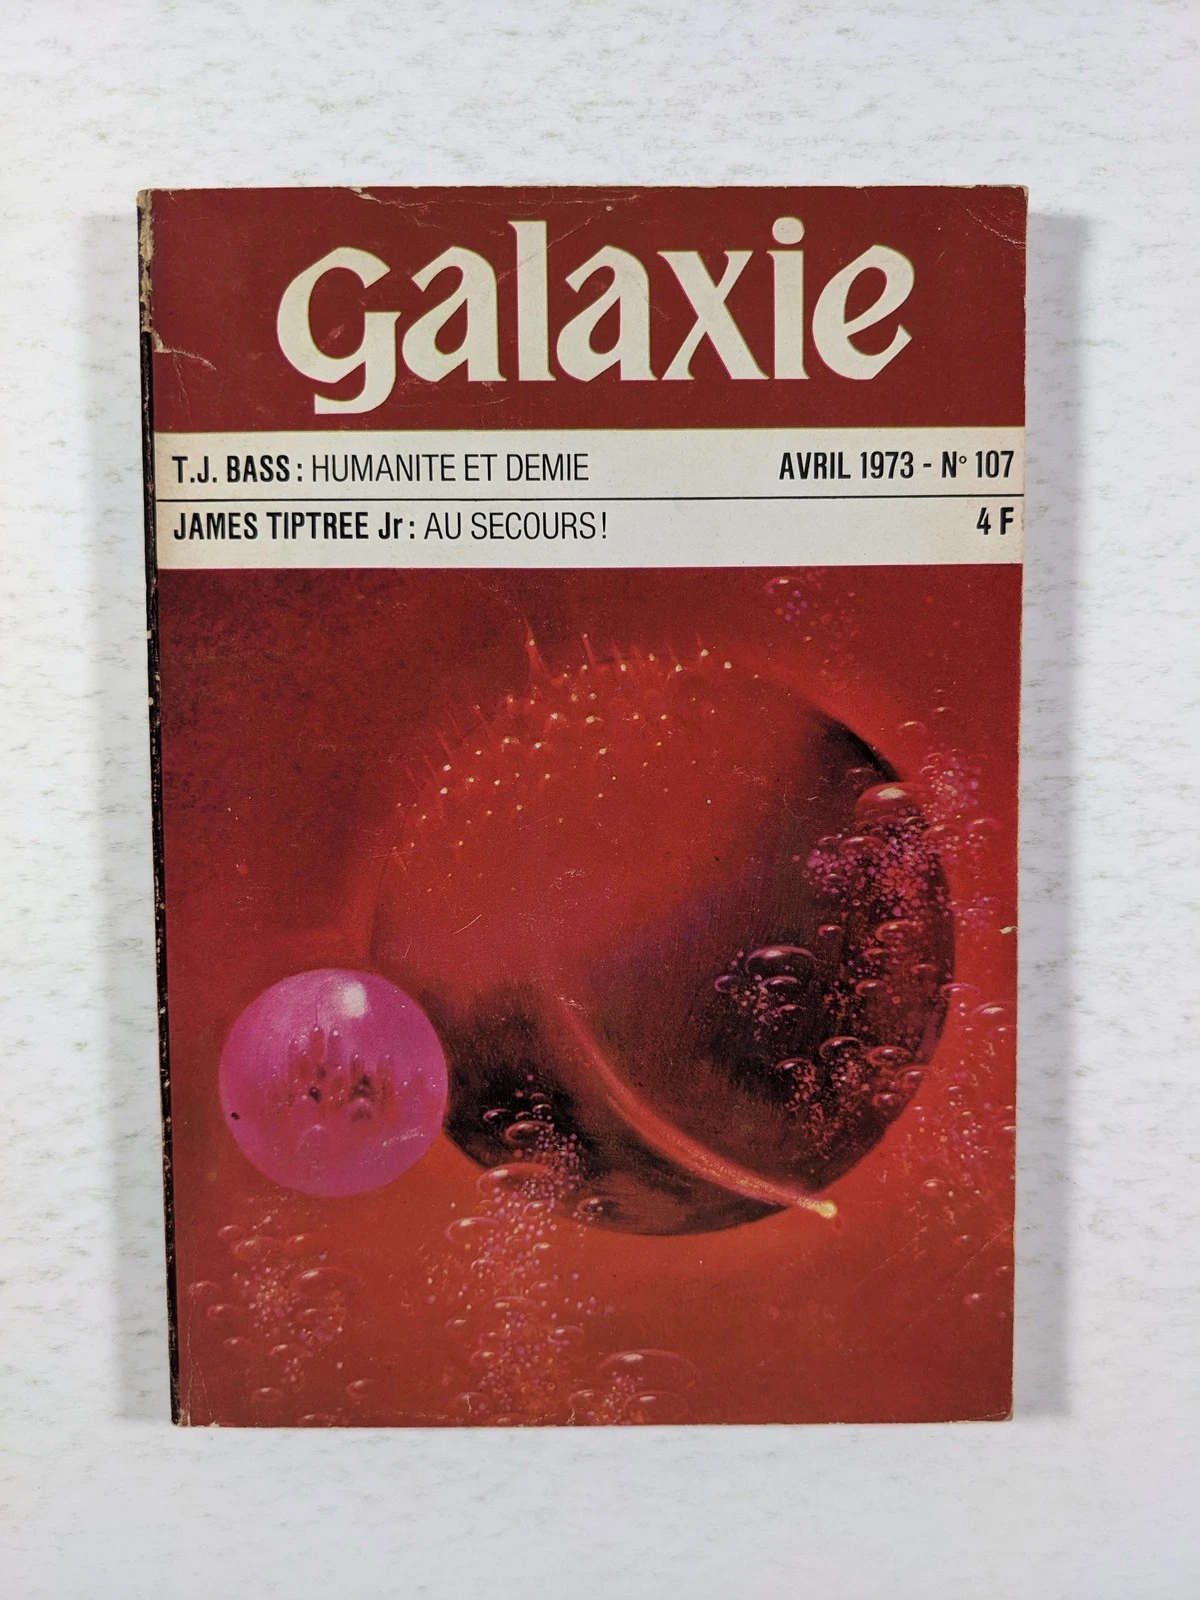 galaxie
T.J. BASS: HUMANITE ET DEMIE
AVRIL 1973 - N° 107
JAMES TIPTREE Jr: AU SECOURS!
4 F